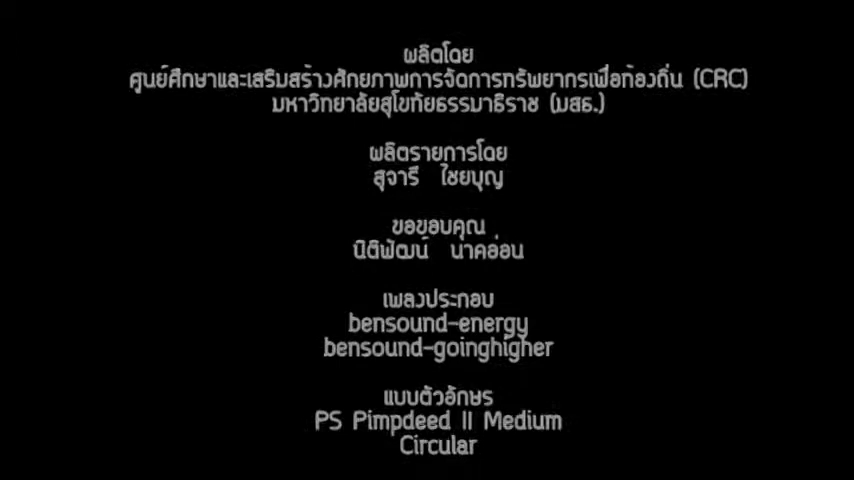 ผลิตโดย
ศูนย์ศึกษาและเสริมสร้างศักยภาพการจัดการทรัพยากรเพื่อท้องถิ่น (CRC)
มหาวิทยาลัยสุโขทัยธรรมาธิราช (มสธ.)
ผลิตรายการโดย
สุจารี ไชยบุญ
ขอขอบคุณ
นิติพัฒน์ นาคอ่อน
เพลงประกอบ
bensound-energy
bensound-goinghigher
แบบตัวอักษร
PS Pimpdeed II Medium
Circular